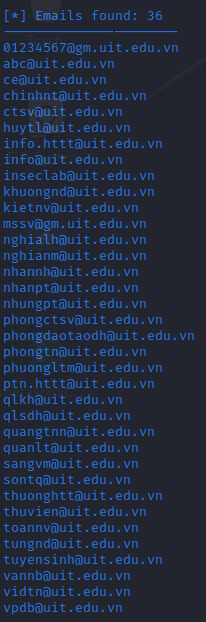 [*] Emails found: 36
----------------------
01234567@gm.uit.edu.vn
abc@uit.edu.vn
ce@uit.edu.vn
chinhnt@uit.edu.vn
ctsv@uit.edu.vn
huytl@uit.edu.vn
info.httt@uit.edu.vn
info@uit.edu.vn
inseclab@uit.edu.vn
khuongnd@uit.edu.vn
kietnv@uit.edu.vn
mssv@gm.uit.edu.vn
nghialh@uit.edu.vn
nghianm@uit.edu.vn
nhannh@uit.edu.vn
nhanpt@uit.edu.vn
nhungpt@uit.edu.vn
phongctsv@uit.edu.vn
phongdaotaodh@uit.edu.vn
phongtn@uit.edu.vn
phuongltm@uit.edu.vn
ptn.httt@uit.edu.vn
qlkh@uit.edu.vn
qlsdh@uit.edu.vn
quangtnn@uit.edu.vn
quanlt@uit.edu.vn
sangvm@uit.edu.vn
sontq@uit.edu.vn
thuonghtt@uit.edu.vn
thuvien@uit.edu.vn
toannv@uit.edu.vn
tungnd@uit.edu.vn
tuyensinh@uit.edu.vn
vannb@uit.edu.vn
vidtn@uit.edu.vn
vpdb@uit.edu.vn